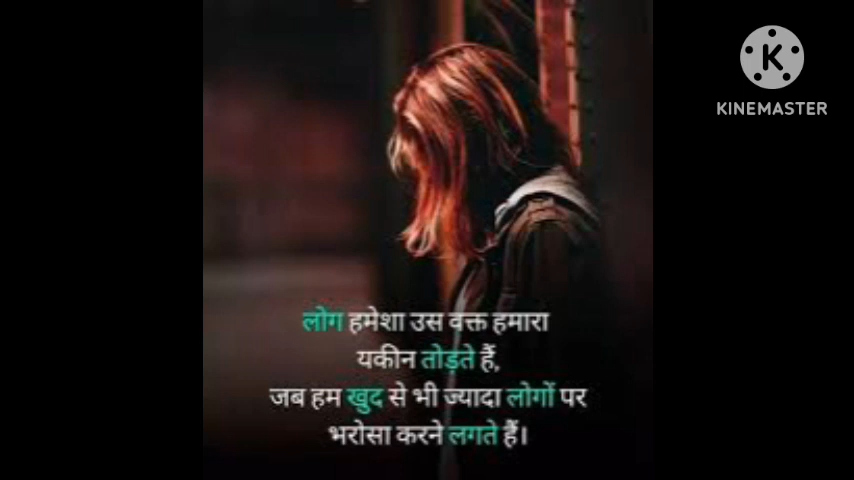 KINEMASTER
लोग हमेशा उस वक्त हमारा
यकीन तोड़ते हैं,
जब हम खुद से भी ज्यादा लोगों पर
भरोसा करने लगते हैं।